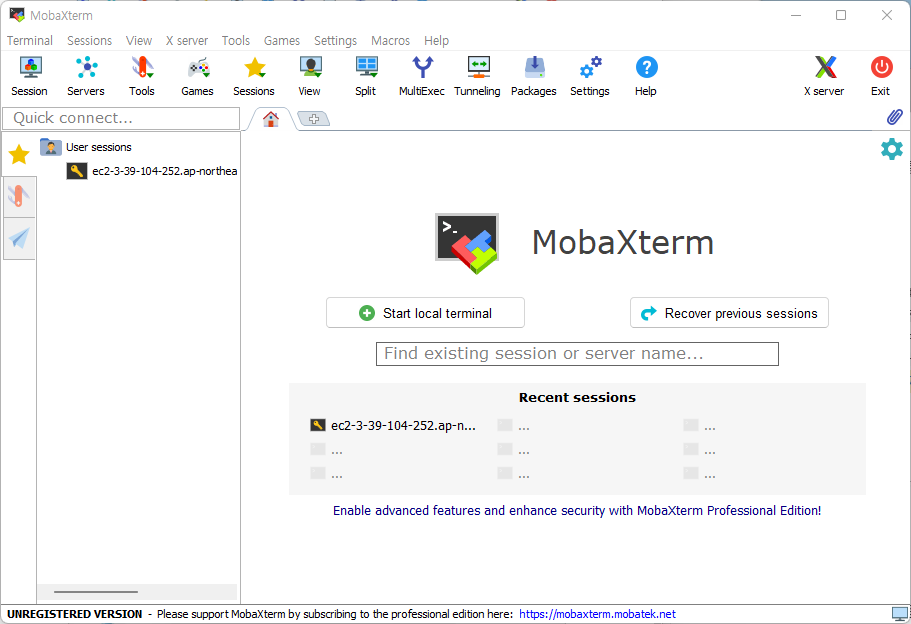 MobaXterm
Terminal Sessions View X server Tools Games Settings Macros Help
Session Servers Tools Games Sessions View Split MultiExec Tunneling Packages Settings Help X server Exit
Quick connect...
User sessions
ec2-3-39-104-252.ap-northea
>_
MobaXterm
Start local terminal
Recover previous sessions
Find existing session or server name...
Recent sessions
ec2-3-39-104-252.ap-n... ... ...
... ... ...
... ... ...
Enable advanced features and enhance security with MobaXterm Professional Edition!
UNREGISTERED VERSION - Please support MobaXterm by subscribing to the professional edition here: https://mobaxterm.mobatek.net